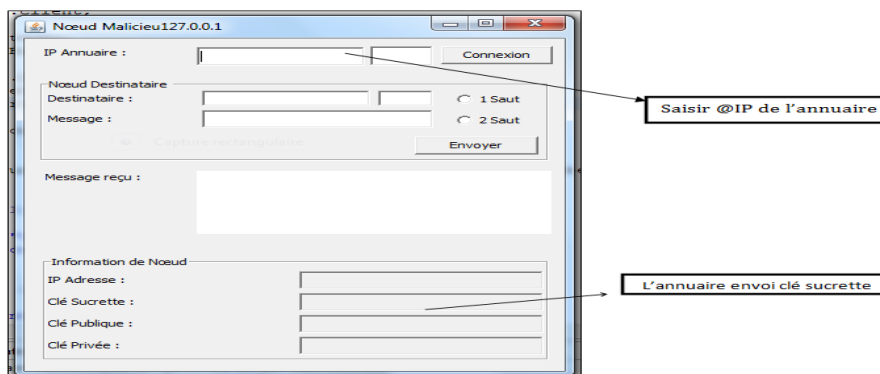 Nœud Malicieu127.0.0.1
IP Annuaire :
Connexion
Nœud Destinataire
Destinataire :
1 Saut
Message :
2 Saut
Capture rectangulaire
Envoyer
Message reçu :
Information de Nœud
IP Adresse :
Clé Sucrette :
Clé Publique :
Clé Privée :
Saisir @IP de l'annuaire
L'annuaire envoi clé sucrette